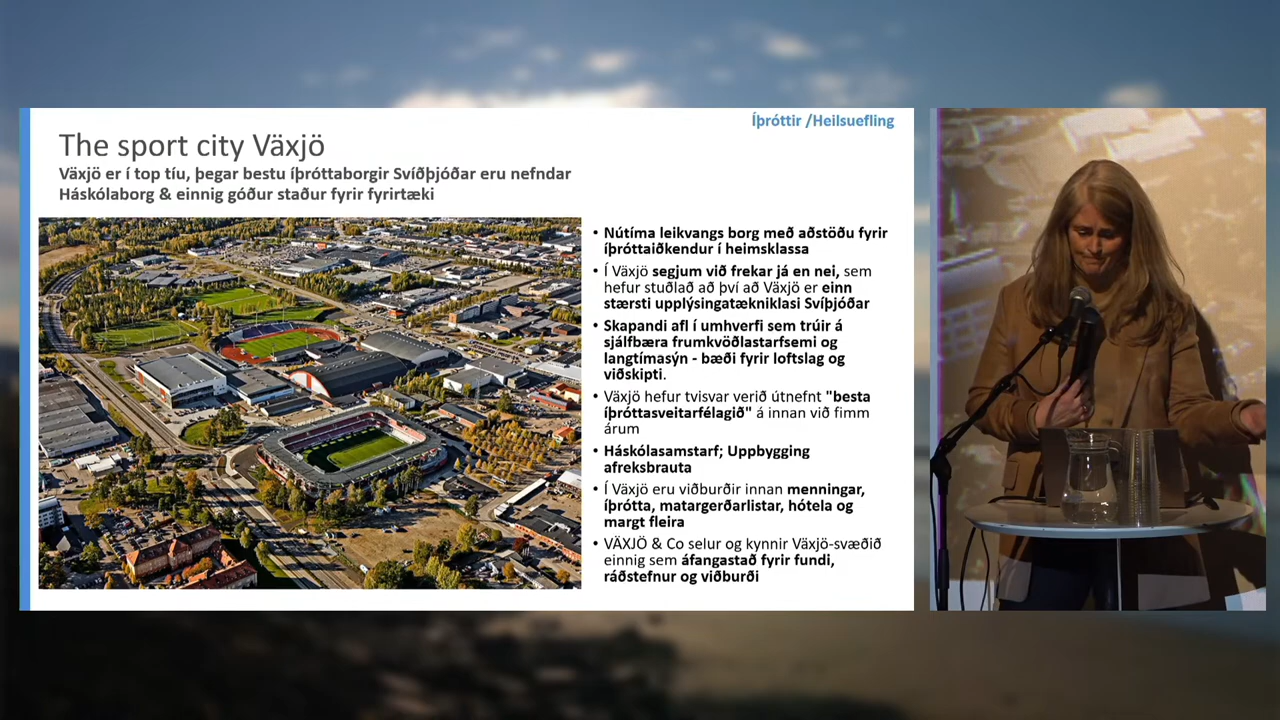 Íþróttir /Heilsuefling
The sport city Växjö
Växjö er í top tíu, þegar bestu íþróttaborgir Svíðþjóðar eru nefndar
Háskólaborg & einnig góður staður fyrir fyrirtæki
• Nútíma leikvangs borg með aðstöðu fyrir
íþróttaiðkendur í heimsklassa
• Í Växjö segjum við frekar já en nei, sem
hefur stuðlað að því að Växjö er einn
stærsti upplýsingatækniklasi Svíþjóðar
• Skapandi afl í umhverfi sem trúir á
sjálfbæra frumkvöðlastarfsemi og
langtímasýn - bæði fyrir loftslag og
viðskipti.
• Växjö hefur tvisvar verið útnefnt "besta
íþróttasveitarfélagið" á innan við fimm
árum
• Háskólasamstarf; Uppbygging
afreksbrauta
• Í Växjö eru viðburðir innan menningar,
íþrótta, matargerðarlistar, hótela og
margt fleira
• VÄXJÖ & Co selur og kynnir Växjö-svæðið
einnig sem áfangastað fyrir fundi,
ráðstefnur og viðburði